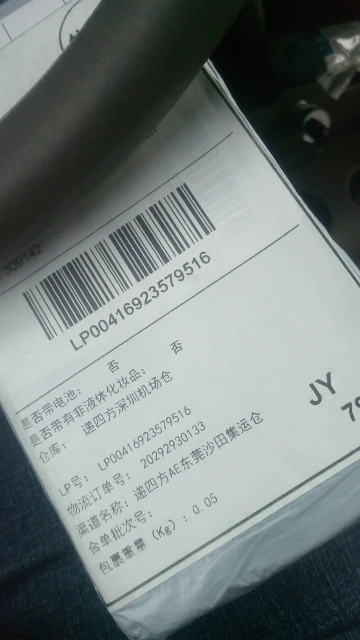 309142
LP00416923579516
是否带电池： 否
是否带有非液体化妆品： 否
仓库： 递四方深圳机场仓
LP号： LP00416923579516
物流订单号： 20292930133
渠道名称： 递四方AE东莞沙田集运仓
合单批次号：
包裹重量（Kg）：0.05
JY
79